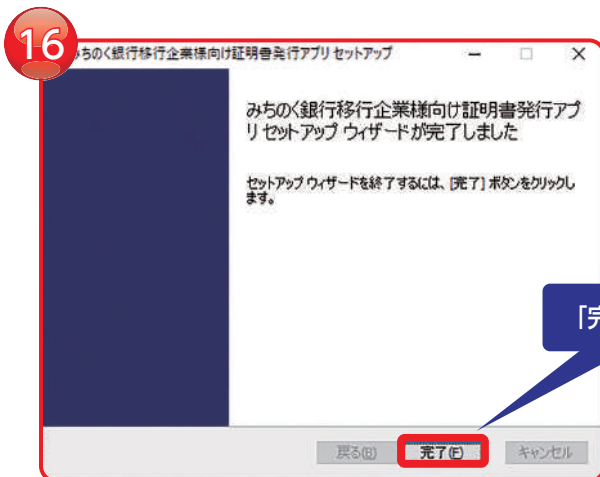 16
みちのく銀行移行企業様向け証明書発行アプリ セットアップ
みちのく銀行移行企業様向け証明書発行アプ
リ セットアップ ウィザードが完了しました
セットアップ ウィザードを終了するには、[完了] ボタンをクリックし
ます。
「完
戻る(B) 完了(F) キャンセル